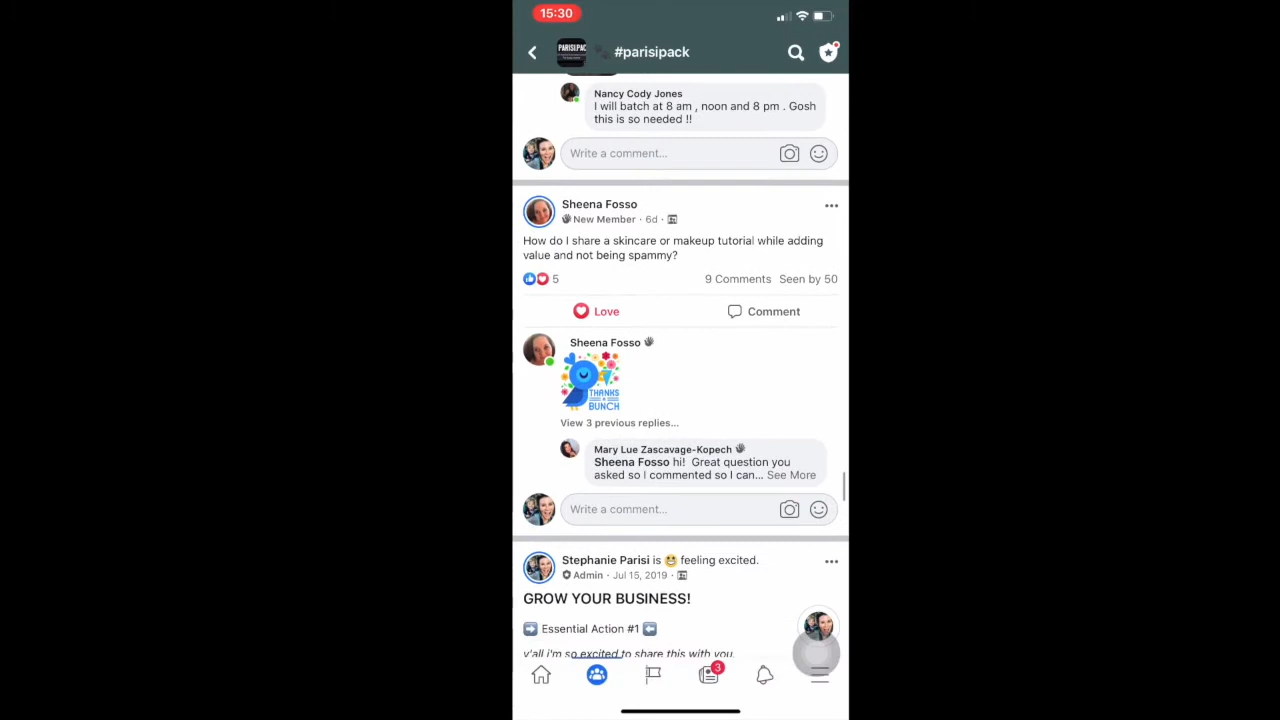 15:30
PARISIPAC
#parisipack
Nancy Cody Jones
I will batch at 8 am , noon and 8 pm . Gosh
this is so needed !!
Write a comment...
Sheena Fosso
New Member · 6d ·
How do I share a skincare or makeup tutorial while adding
value and not being spammy?
5
9 Comments Seen by 50
Love
Comment
Sheena Fosso
THANKS
A
BUNCH
View 3 previous replies...
Mary Lue Zascavage-Kopech
Sheena Fosso hi! Great question you
asked so I commented so I can... See More
Write a comment...
Stephanie Parisi is 😃 feeling excited.
Admin · Jul 15, 2019 ·
GROW YOUR BUSINESS!
➡️ Essential Action #1 ⬅️
y'all i'm so excited to share this with you.
3